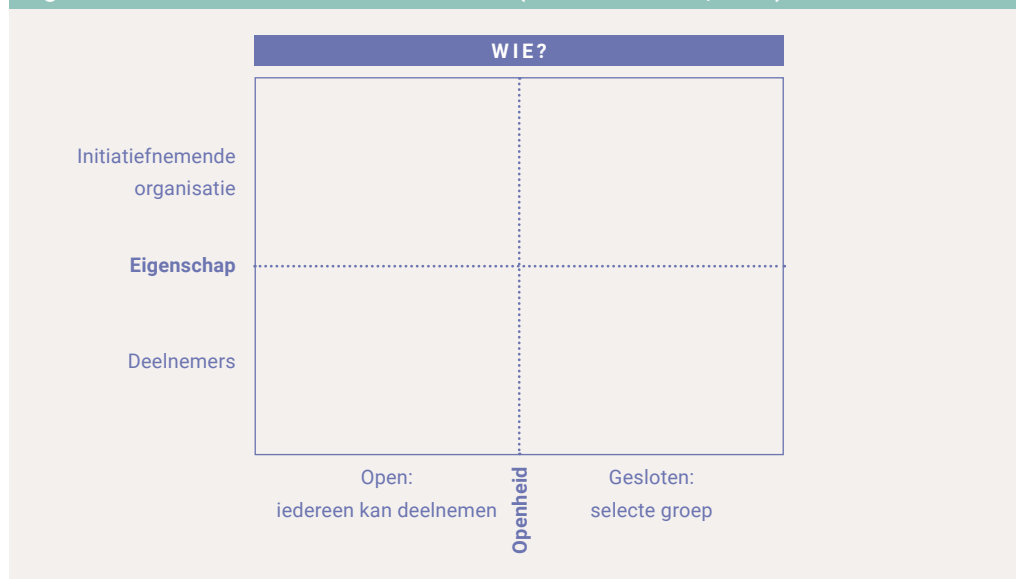 WIE?
Initiatiefnemende
organisatie
Eigenschap
Deelnemers
Open:
iedereen kan deelnemen
Openheid
Gesloten:
selecte groep